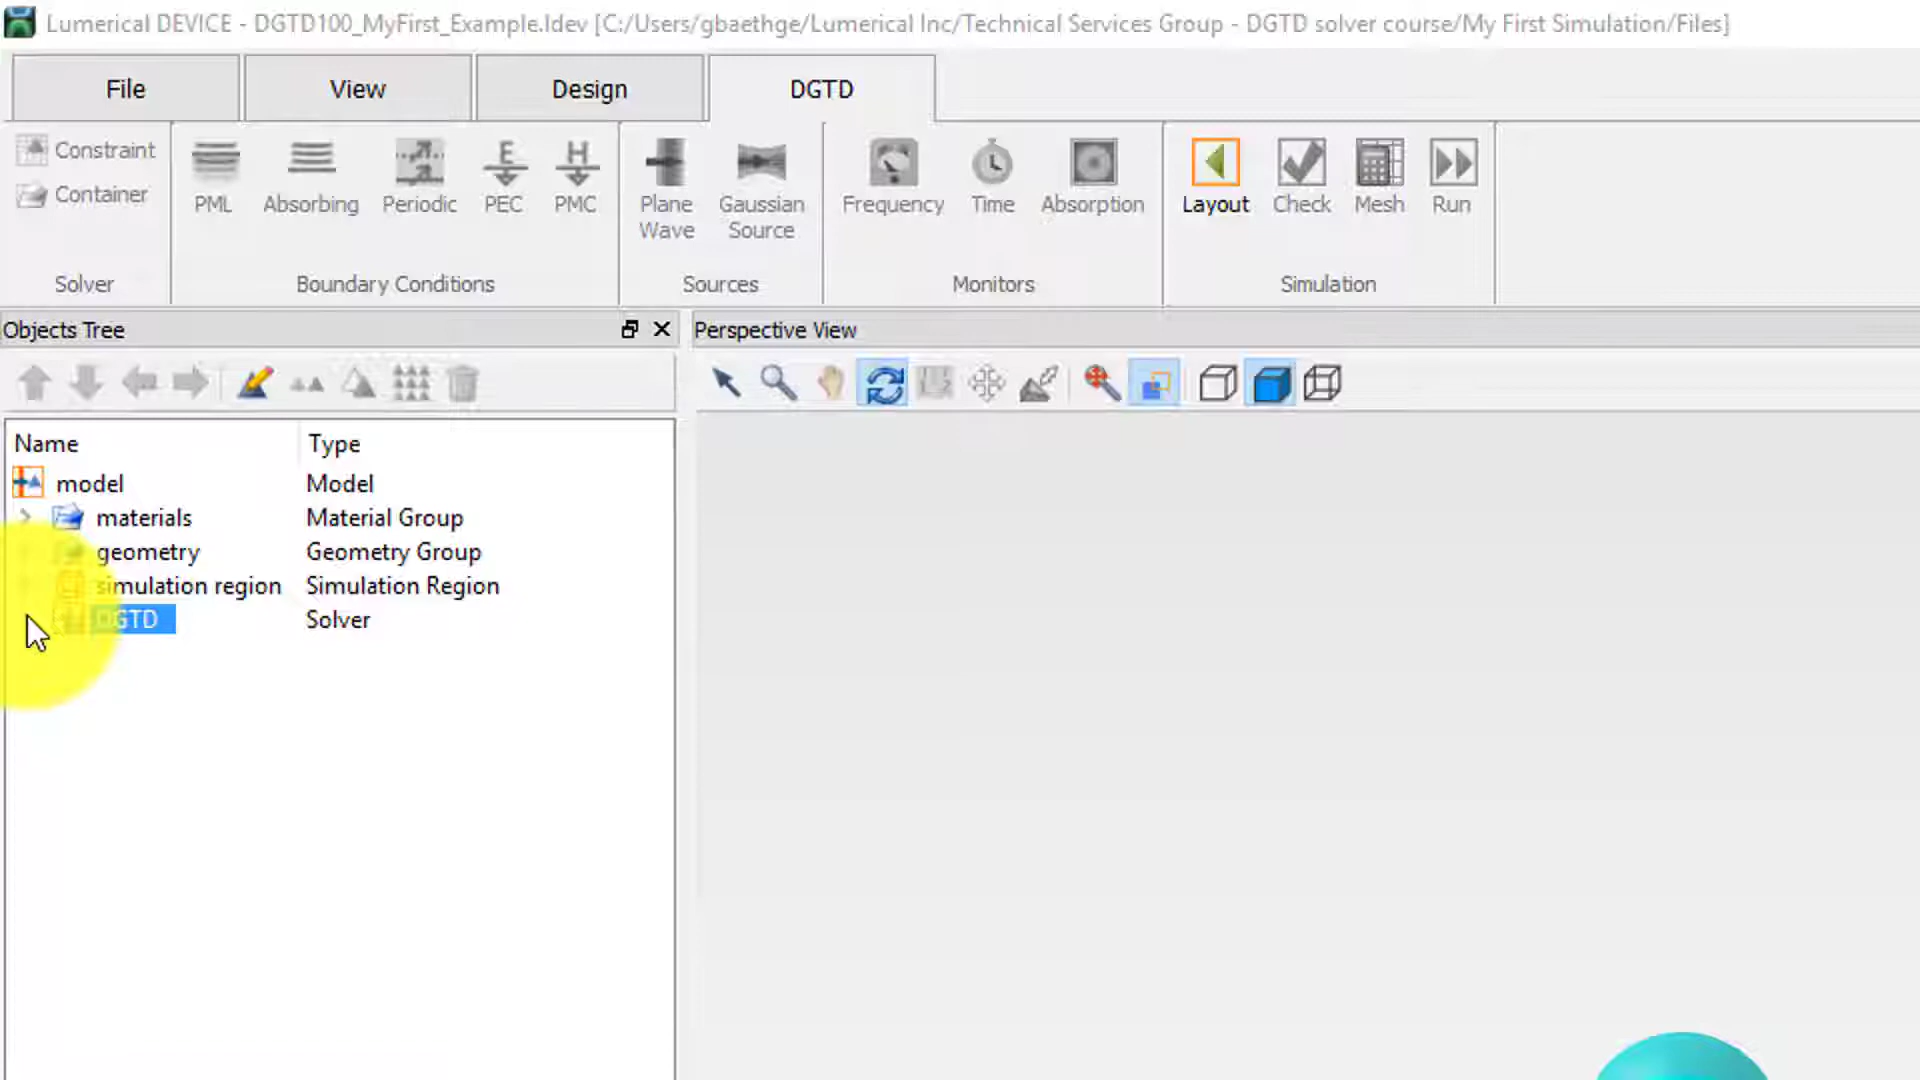 Lumerical DEVICE - DGTD100_MyFirst_Example.ldev [C:/Users/gbaethge/Lumerical Inc/Technical Services Group - DGTD solver course/My First Simulation/Files]
File View Design DGTD
Constraint
Container
PML Absorbing Periodic PEC PMC
E H
Plane Wave
Gaussian Source
Frequency Time Absorption
Layout Check Mesh Run
Solver Boundary Conditions Sources Monitors Simulation
Objects Tree
Perspective View
Name Type
model Model
materials Material Group
geometry Geometry Group
simulation region Simulation Region
DGTD Solver